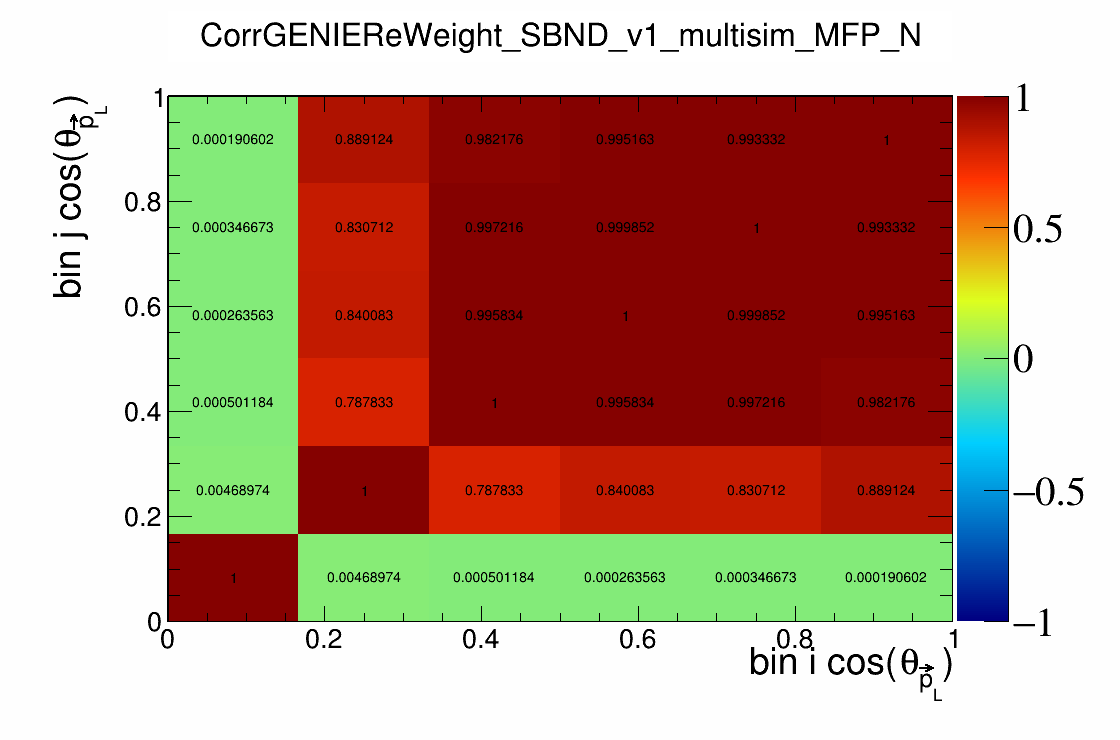 CorrGENIEReWeight_SBND_v1_multisim_MFP_N
bin j cos(θ_p⃗_L)
1
0.8
0.6
0.4
0.2
0
0.000190602 0.889124 0.982176 0.995163 0.993332 1
0.000346673 0.830712 0.997216 0.999852 1 0.993332
0.000263563 0.840083 0.995834 1 0.999852 0.995163
0.000501184 0.787833 1 0.995834 0.997216 0.982176
0.00468974 1 0.787833 0.840083 0.830712 0.889124
1 0.00468974 0.000501184 0.000263563 0.000346673 0.000190602
0 0.2 0.4 0.6 0.8 1
bin i cos(θ_p⃗_L)
1
0.5
0
−0.5
−1